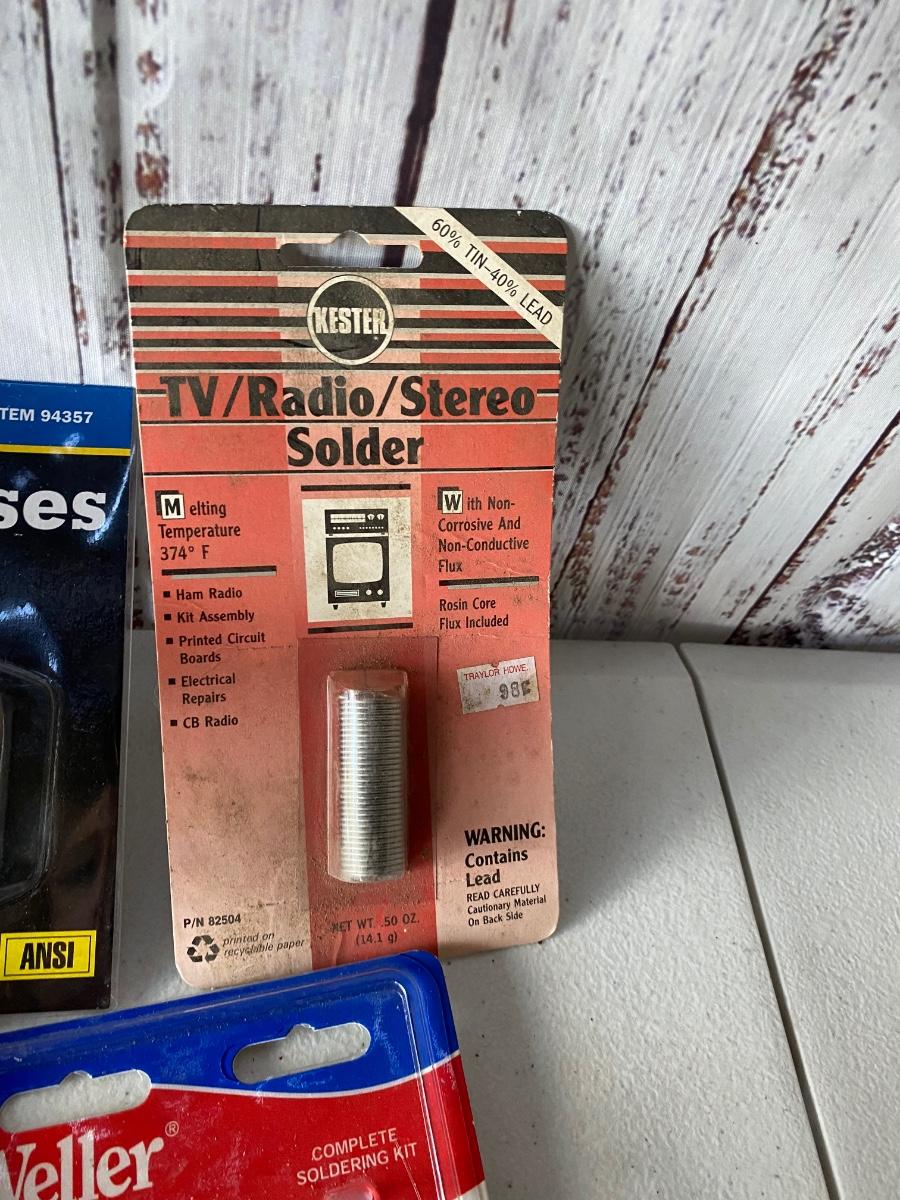 60% TIN–40% LEAD
KESTER
TV/Radio/Stereo
Solder
Melting
Temperature
374° F
■ Ham Radio
■ Kit Assembly
■ Printed Circuit
Boards
■ Electrical
Repairs
■ CB Radio
With Non-
Corrosive And
Non-Conductive
Flux
Rosin Core
Flux Included
TRAYLOR HOWE.
98¢
WARNING:
Contains
Lead
READ CAREFULLY
Cautionary Material
On Back Side
P/N 82504
printed on
recyclable paper
NET WT. .50 OZ.
(14.1 g)
TEM 94357
ses
ANSI
Weller®
COMPLETE
SOLDERING KIT